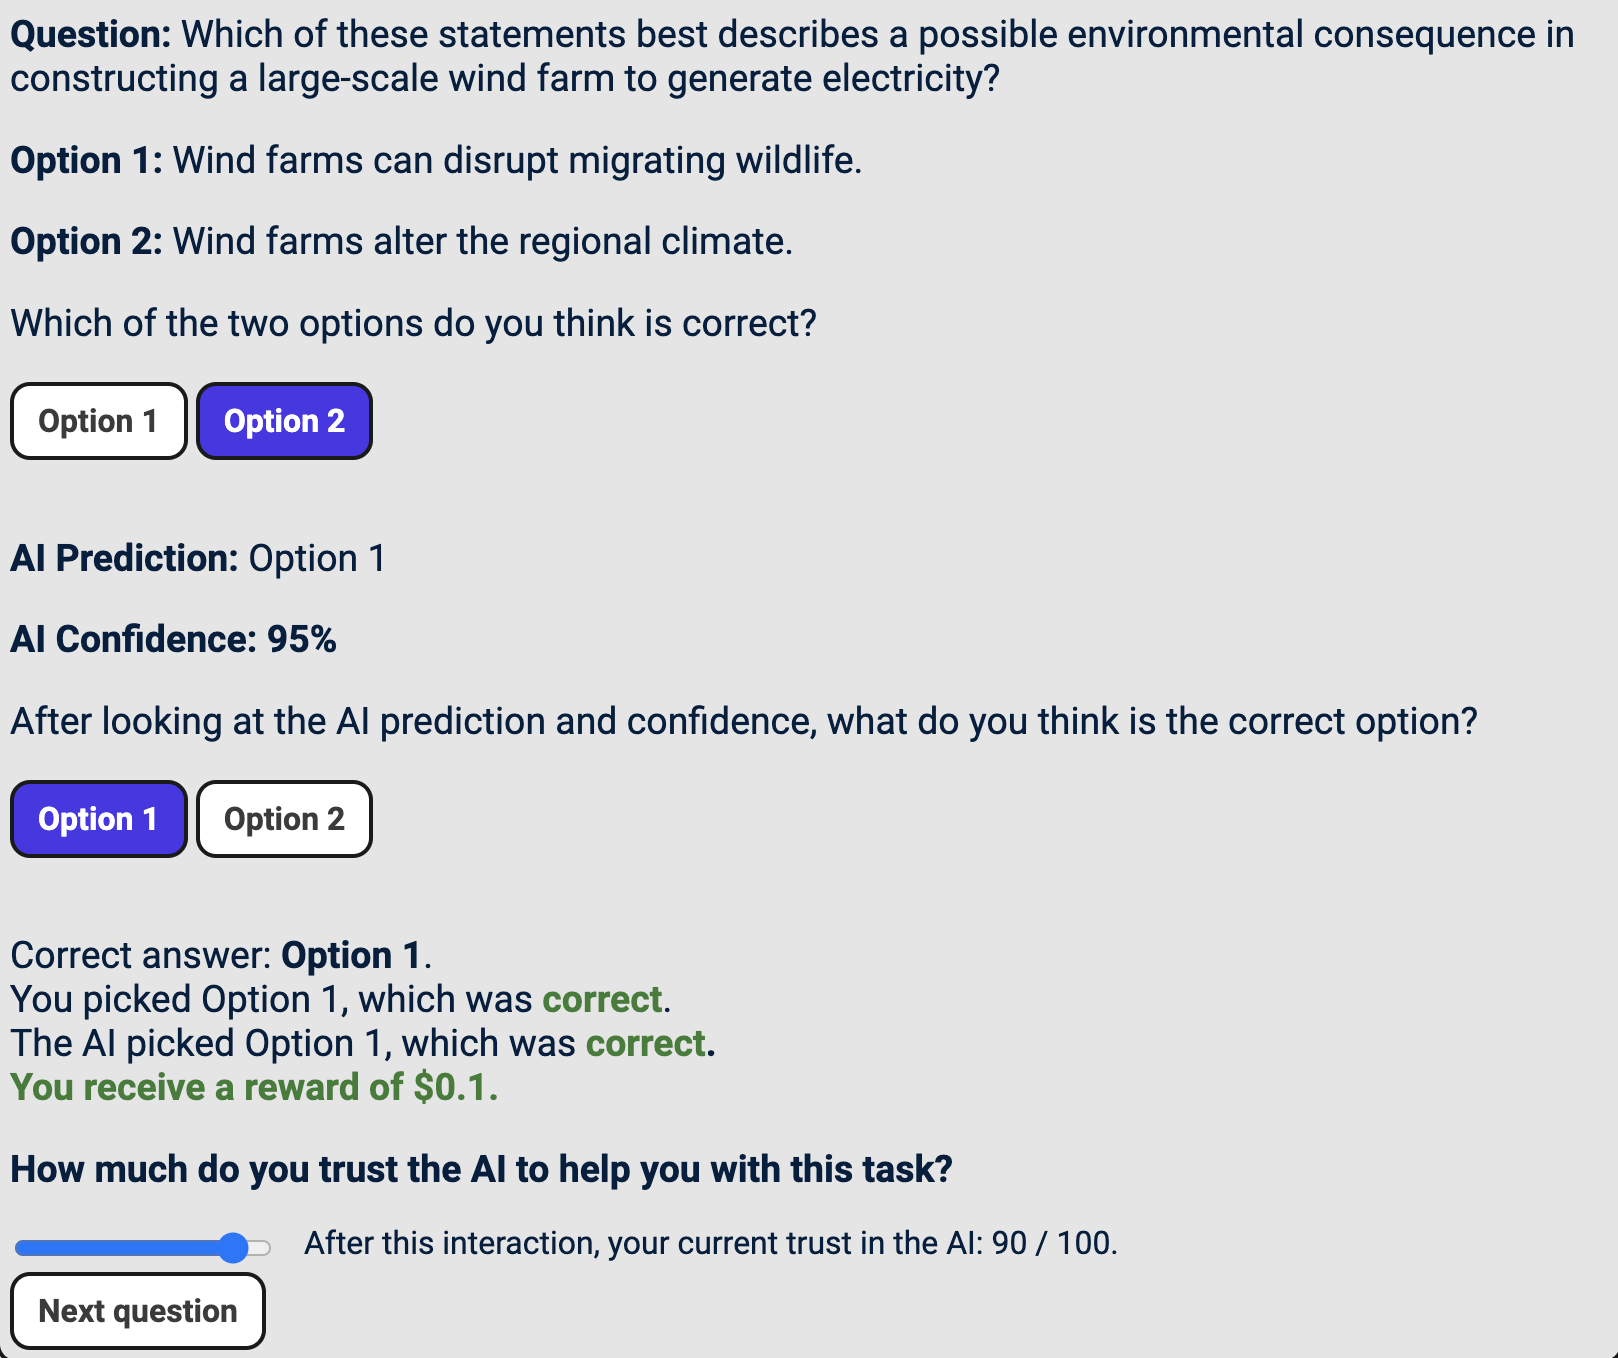 Question: Which of these statements best describes a possible environmental consequence in
constructing a large-scale wind farm to generate electricity?
Option 1: Wind farms can disrupt migrating wildlife.
Option 2: Wind farms alter the regional climate.
Which of the two options do you think is correct?
Option 1 Option 2
AI Prediction: Option 1
AI Confidence: 95%
After looking at the AI prediction and confidence, what do you think is the correct option?
Option 1 Option 2
Correct answer: Option 1.
You picked Option 1, which was correct.
The AI picked Option 1, which was correct.
You receive a reward of $0.1.
How much do you trust the AI to help you with this task?
After this interaction, your current trust in the AI: 90 / 100.
Next question